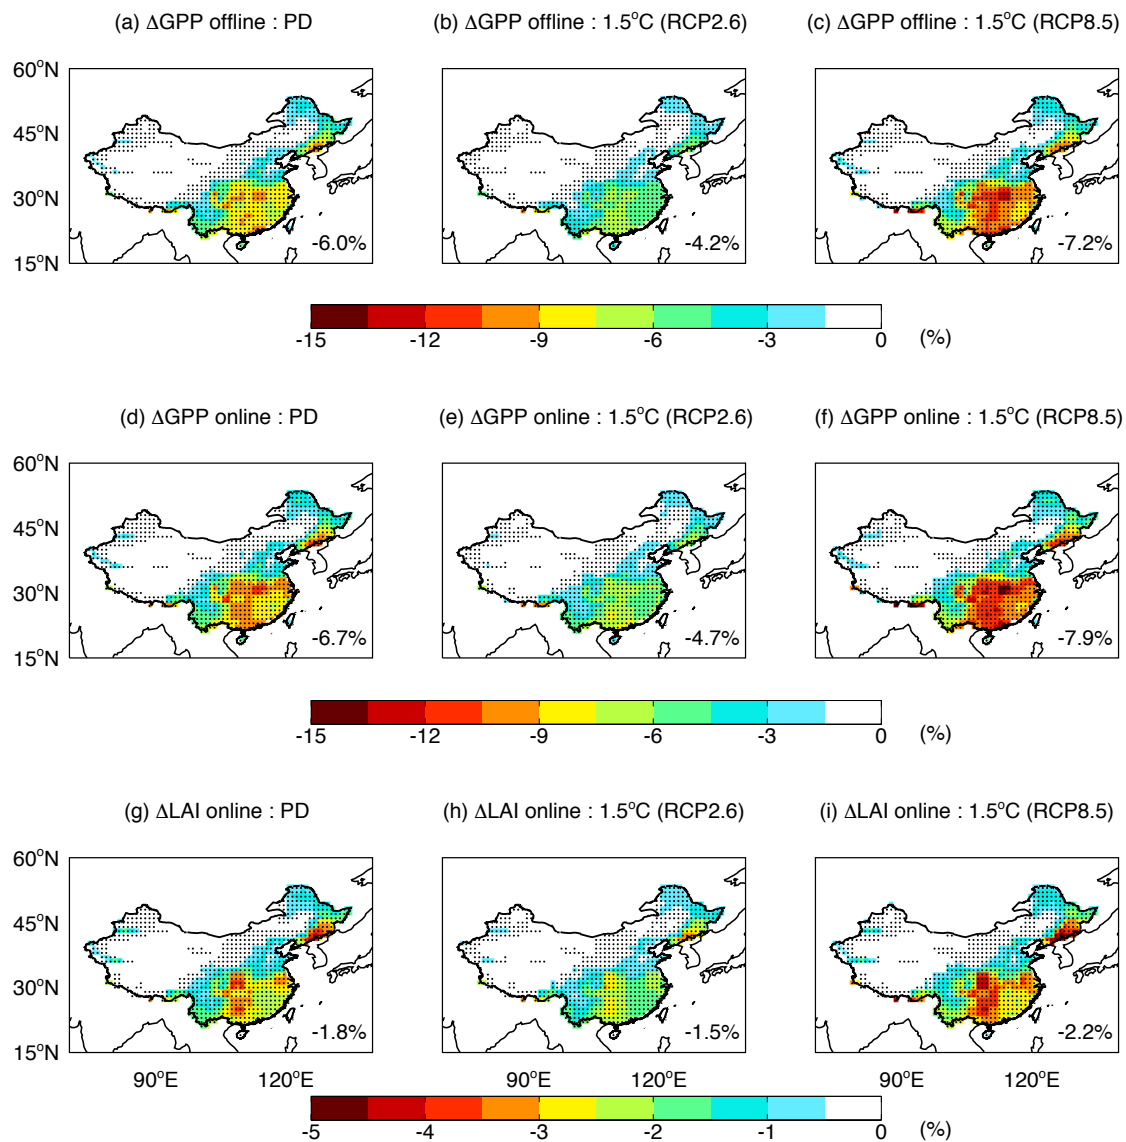 (a) ΔGPP offline : PD
(b) ΔGPP offline : 1.5°C (RCP2.6)
(c) ΔGPP offline : 1.5°C (RCP8.5)
60°N
45°N
30°N
15°N
-6.0%
-4.2%
-7.2%
-15 -12 -9 -6 -3 0 (%)
(d) ΔGPP online : PD
(e) ΔGPP online : 1.5°C (RCP2.6)
(f) ΔGPP online : 1.5°C (RCP8.5)
60°N
45°N
30°N
15°N
-6.7%
-4.7%
-7.9%
-15 -12 -9 -6 -3 0 (%)
(g) ΔLAI online : PD
(h) ΔLAI online : 1.5°C (RCP2.6)
(i) ΔLAI online : 1.5°C (RCP8.5)
60°N
45°N
30°N
15°N
-1.8%
-1.5%
-2.2%
90°E 120°E
90°E 120°E
90°E 120°E
-5 -4 -3 -2 -1 0 (%)